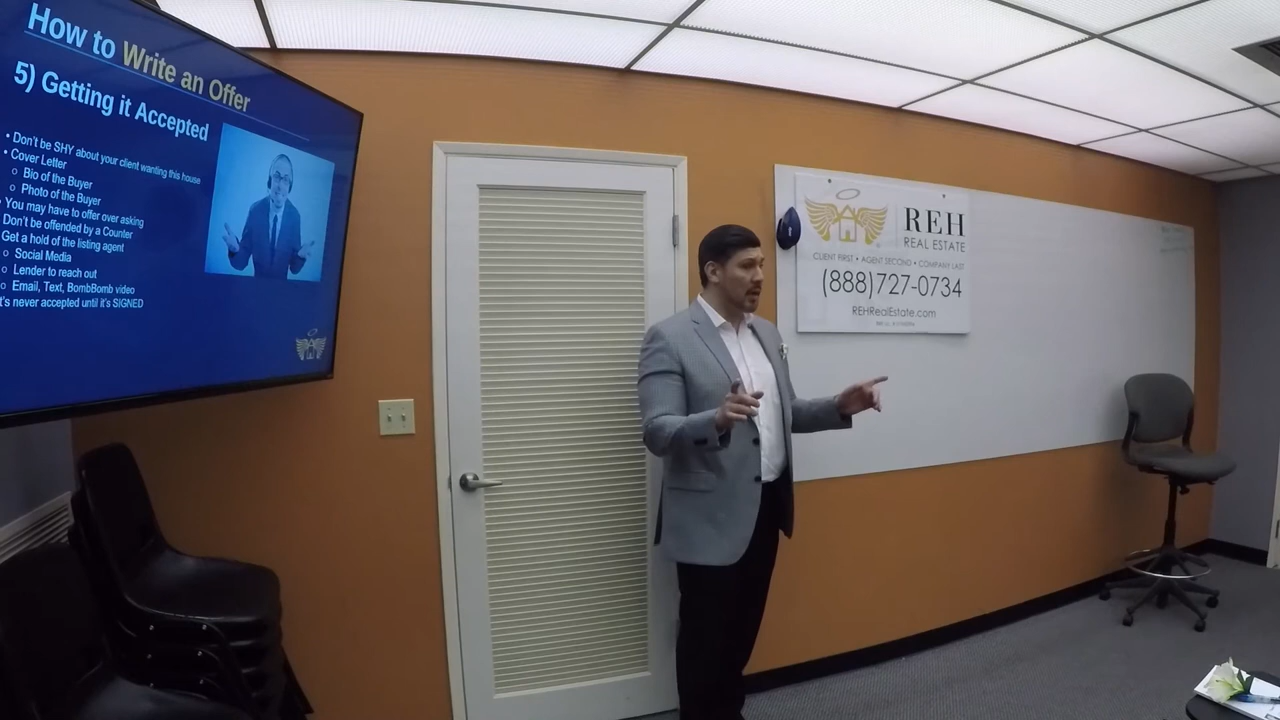 How to Write an Offer
5) Getting it Accepted
• Don't be SHY about your client wanting this house
• Cover Letter
o Bio of the Buyer
o Photo of the Buyer
You may have to offer over asking
Don't be offended by a Counter
Get a hold of the listing agent
o Social Media
o Lender to reach out
o Email, Text, BombBomb video
It's never accepted until it's SIGNED
REH
REAL ESTATE
CLIENT FIRST • AGENT SECOND • COMPANY LAST
(888)727-0734
REHRealEstate.com